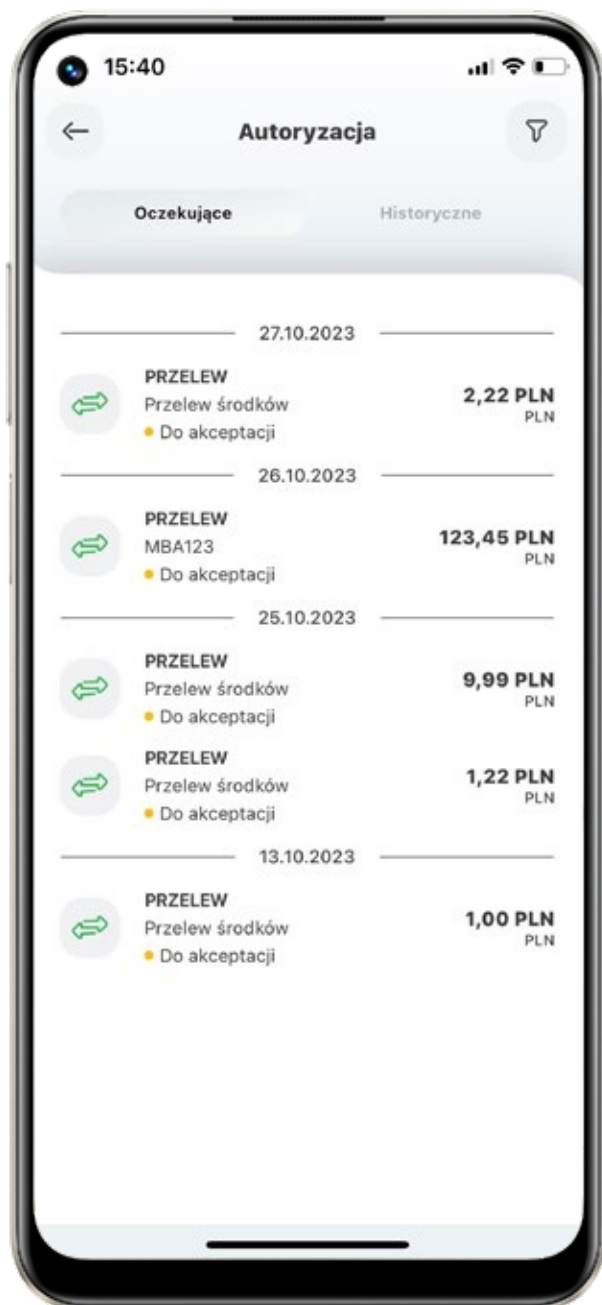 15:40
Autoryzacja
Oczekujące Historyczne
27.10.2023
PRZELEW
Przelew środków
Do akceptacji
2,22 PLN
PLN
26.10.2023
PRZELEW
MBA123
Do akceptacji
123,45 PLN
PLN
25.10.2023
PRZELEW
Przelew środków
Do akceptacji
9,99 PLN
PLN
PRZELEW
Przelew środków
Do akceptacji
1,22 PLN
PLN
13.10.2023
PRZELEW
Przelew środków
Do akceptacji
1,00 PLN
PLN